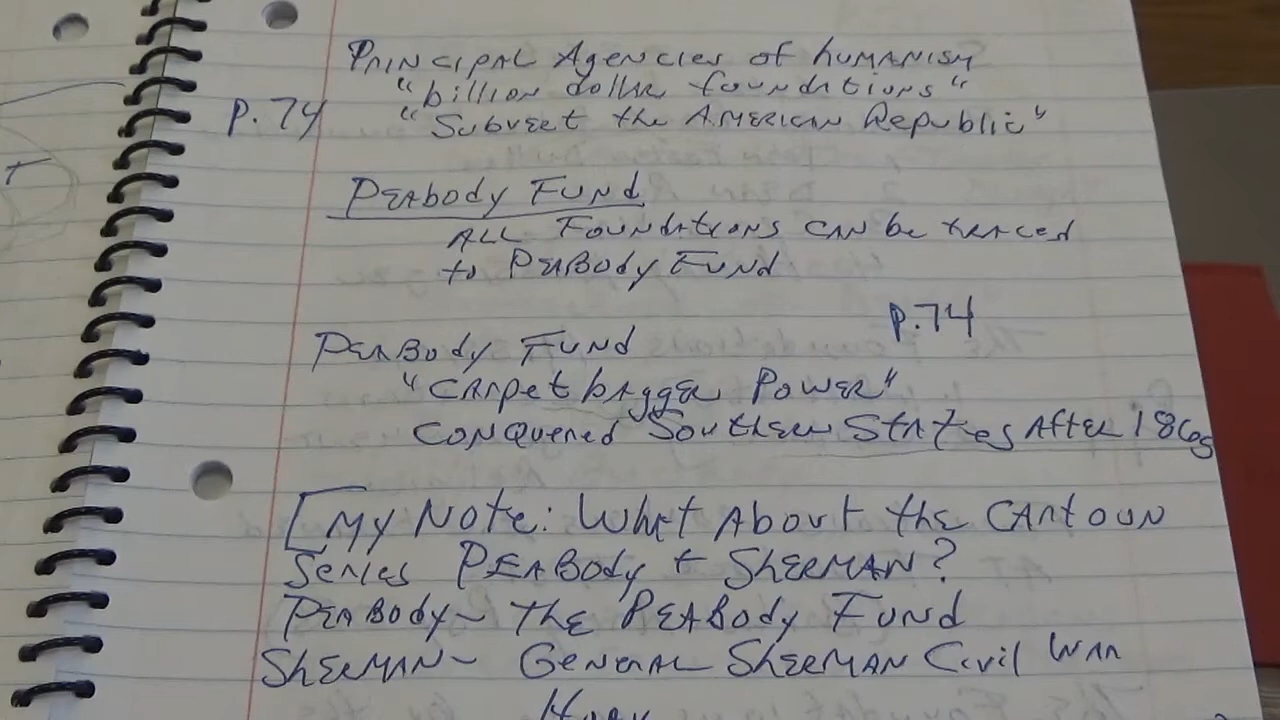 Principal Agencies of humanism
"billion dollar foundations"
P.74 "Subvert the American Republic"
Peabody Fund
All Foundations can be traced
to Peabody Fund
P.74
Peabody Fund
"Carpetbagger Power"
Conquered Southern States After 1865
[My Note: What About the Cartoon
Series Peabody + Sherman?
Peabody ~ The Peabody Fund
Sherman ~ General Sherman Civil War